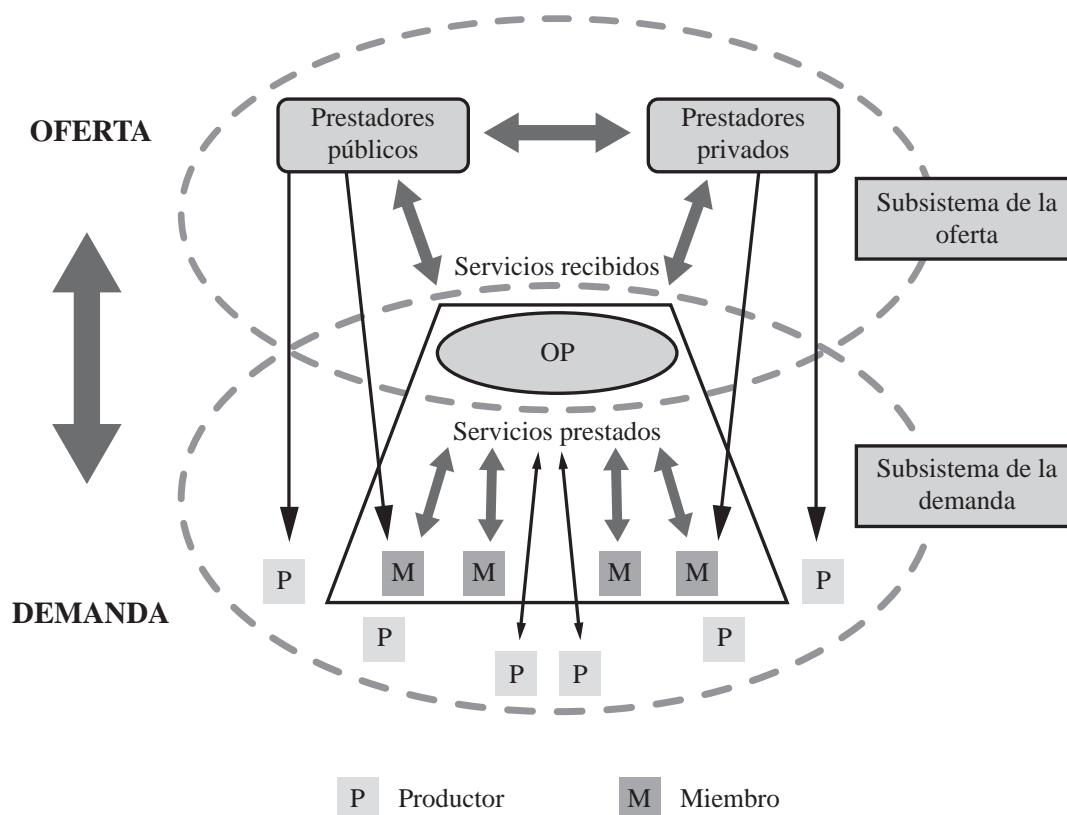 OFERTA
Prestadores
públicos
Prestadores
privados
Subsistema de la
oferta
Servicios recibidos
OP
Servicios prestados
Subsistema de la
demanda
P
M
M
M
M
P
DEMANDA
P
P
P
P
P Productor
M Miembro